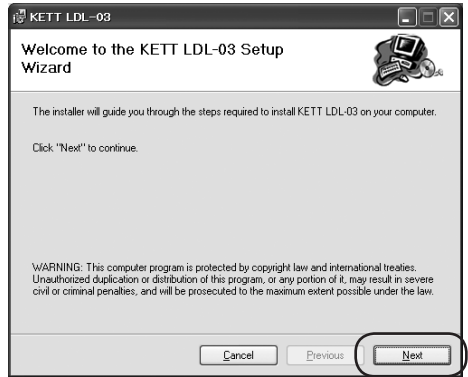 KETT LDL-03
Welcome to the KETT LDL-03 Setup
Wizard
The installer will guide you through the steps required to install KETT LDL-03 on your computer.
Click "Next" to continue.
WARNING: This computer program is protected by copyright law and international treaties.
Unauthorized duplication or distribution of this program, or any portion of it, may result in severe
civil or criminal penalties, and will be prosecuted to the maximum extent possible under the law.
Cancel Previous Next